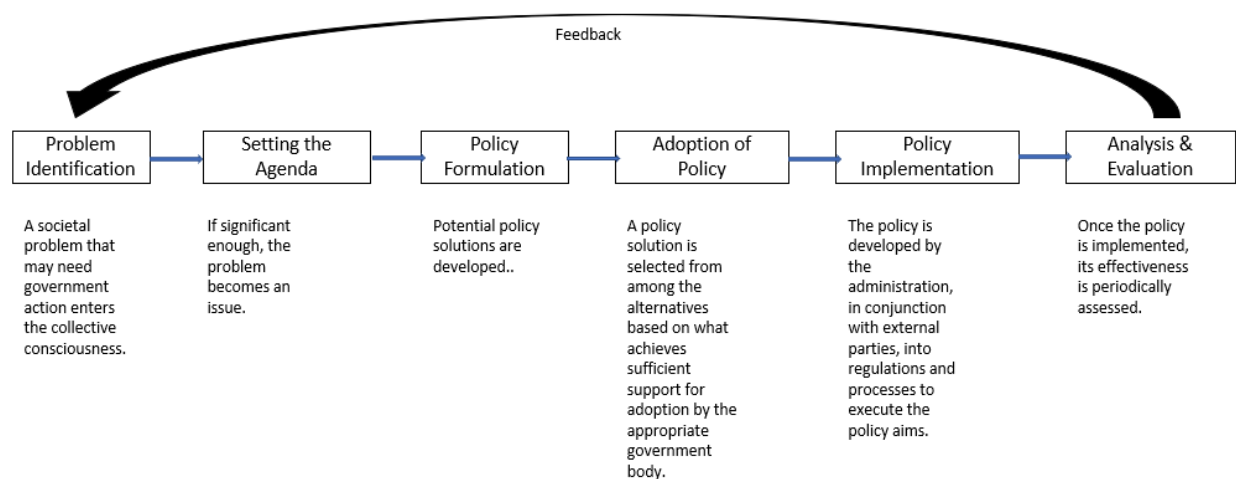 Feedback
Problem
Identification
Setting the
Agenda
Policy
Formulation
Adoption of
Policy
Policy
Implementation
Analysis &
Evaluation
A societal
problem that
may need
government
action enters
the collective
consciousness.
If significant
enough, the
problem
becomes an
issue.
Potential policy
solutions are
developed..
A policy
solution is
selected from
among the
alternatives
based on what
achieves
sufficient
support for
adoption by the
appropriate
government
body.
The policy is
developed by
the
administration,
in conjunction
with external
parties, into
regulations and
processes to
execute the
policy aims.
Once the policy
is implemented,
its effectiveness
is periodically
assessed.